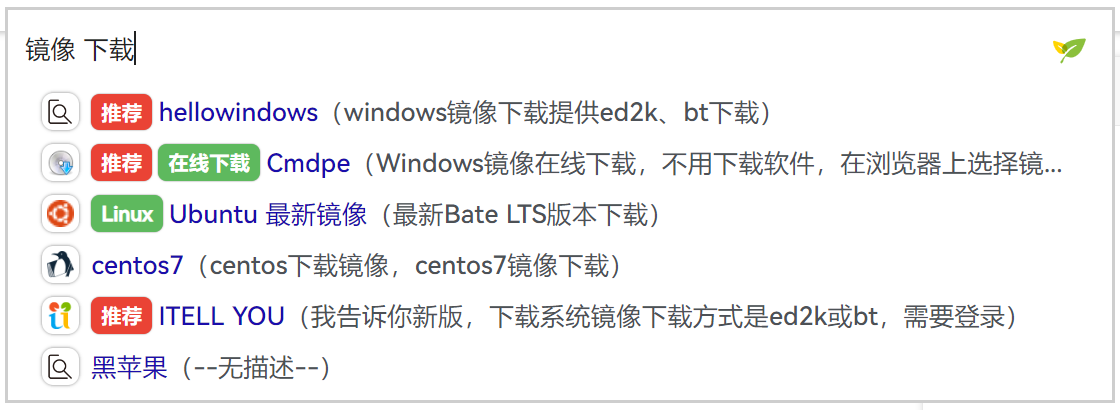 镜像 下载
推荐 hellowindows（windows镜像下载提供ed2k、bt下载）
推荐 在线下载 Cmdpe（Windows镜像在线下载，不用下载软件，在浏览器上选择镜...
Linux Ubuntu 最新镜像（最新Bate LTS版本下载）
centos7（centos下载镜像，centos7镜像下载）
推荐 ITELL YOU（我告诉你新版，下载系统镜像下载方式是ed2k或bt，需要登录）
黑苹果（--无描述--）